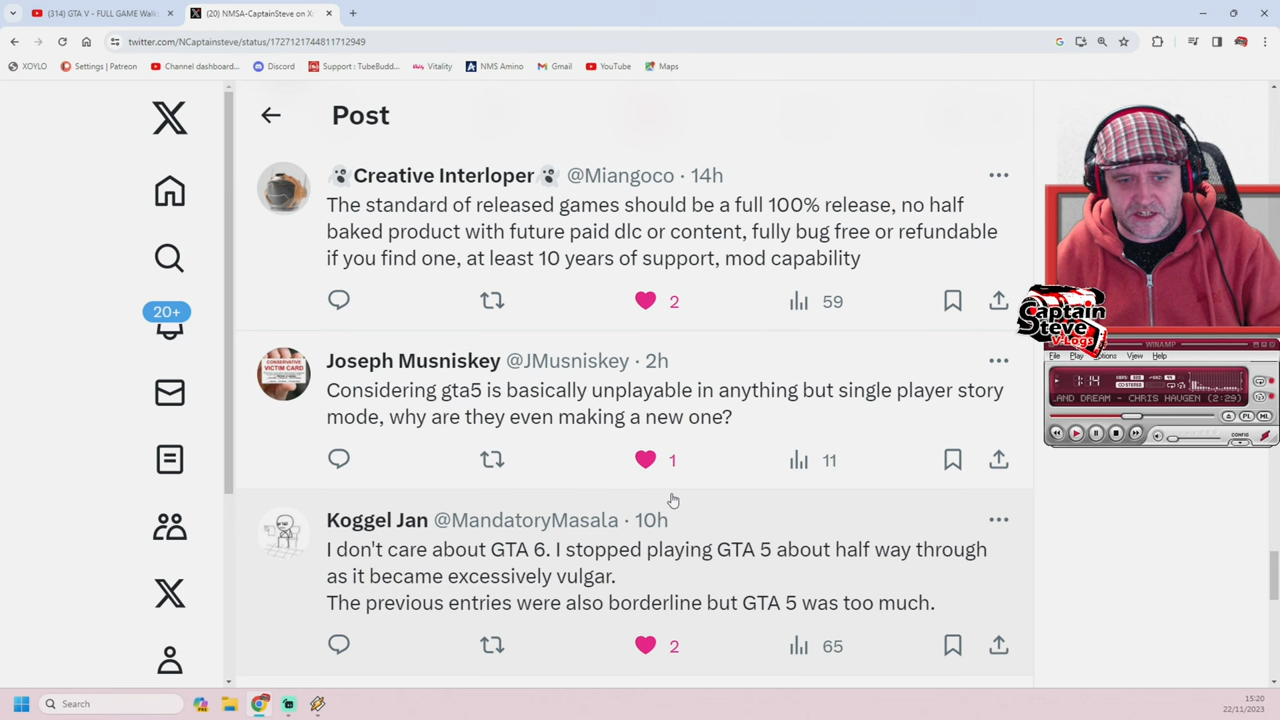 (314) GTA V - FULL GAME Walk
(20) NMSA-CaptainSteve on X
twitter.com/NCaptainsteve/status/1727121744811712949
XOYLO
Settings | Patreon
Channel dashboard...
Discord
Support : TubeBudd...
Vitality
NMS Amino
Gmail
YouTube
Maps
20+
Post
Creative Interloper @Miangoco · 14h
The standard of released games should be a full 100% release, no half
baked product with future paid dlc or content, fully bug free or refundable
if you find one, at least 10 years of support, mod capability
2
59
Joseph Musniskey @JMusniskey · 2h
Considering gta5 is basically unplayable in anything but single player story
mode, why are they even making a new one?
1
11
Koggel Jan @MandatoryMasala · 10h
I don't care about GTA 6. I stopped playing GTA 5 about half way through
as it became excessively vulgar.
The previous entries were also borderline but GTA 5 was too much.
2
65
CONSERVATIVE
VICTIM CARD
Captain
Steve
V-Logs
WINAMP
File Play Options View Help
1:14
AND DREAM - CHRIS HAUGEN (2:29)
PL
ML
CONFIG
Search
15:20
22/11/2023